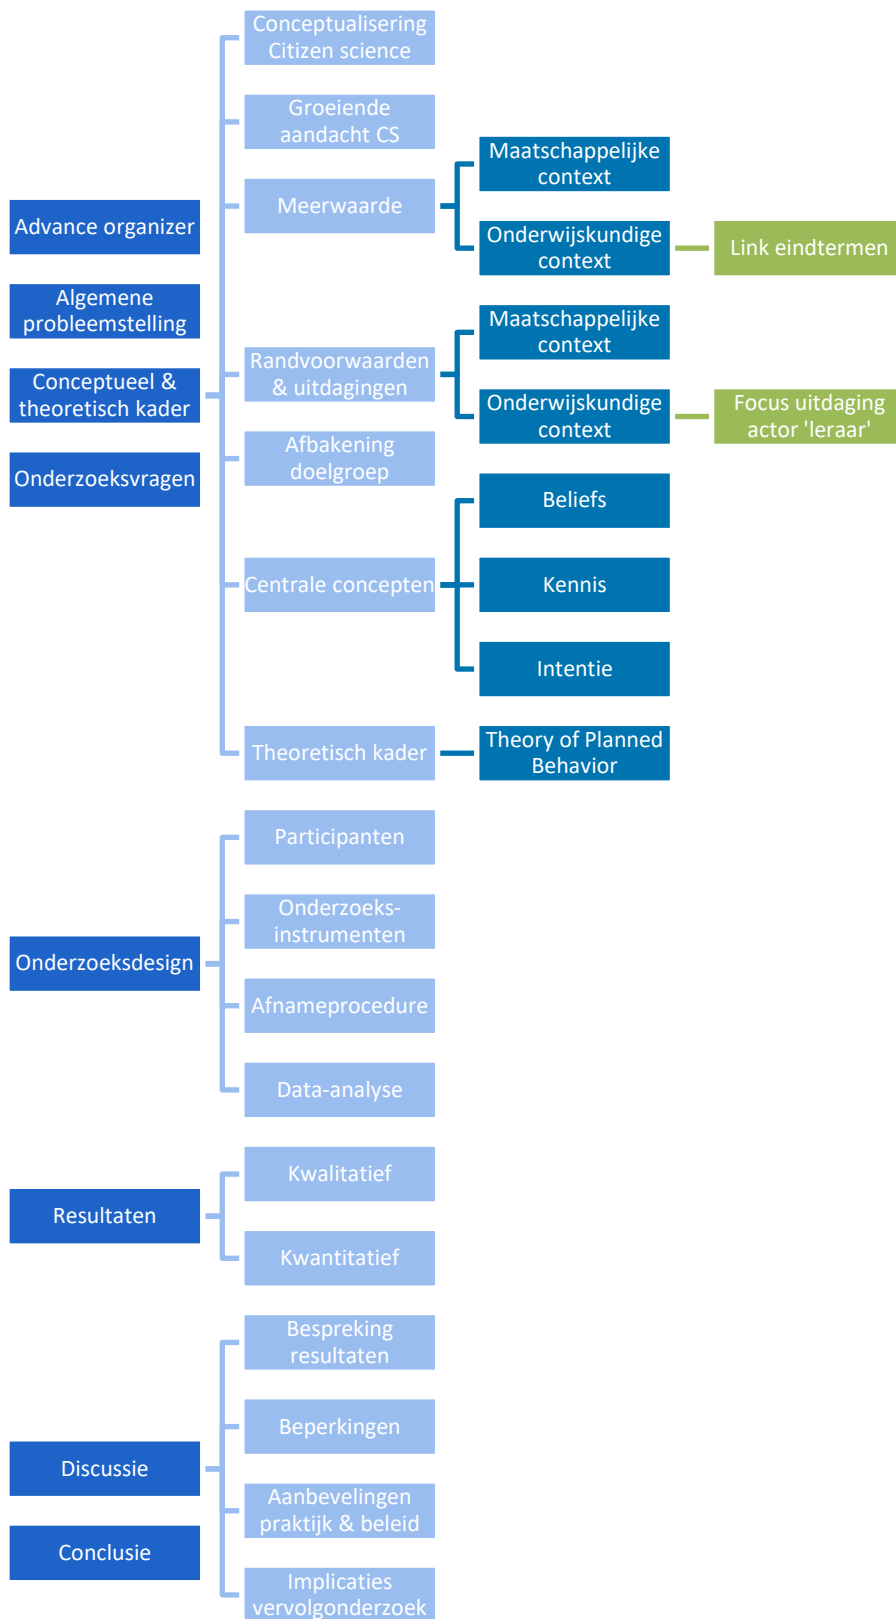 Advance organizer
Algemene
probleemstelling
Conceptueel &
theoretisch kader
Conceptualisering
Citizen science
Groeiende
aandacht CS
Meerwaarde
Maatschappelijke
context
Onderwijskundige
context
Link eindtermen
Randvoorwaarden
& uitdagingen
Maatschappelijke
context
Onderwijskundige
context
Focus uitdaging
actor 'leraar'
Afbakening
doelgroep
Centrale concepten
Beliefs
Kennis
Intentie
Theoretisch kader
Theory of Planned
Behavior
Onderzoeksvragen
Onderzoeksdesign
Participanten
Onderzoeks-
instrumenten
Afnameprocedure
Data-analyse
Resultaten
Kwalitatief
Kwantitatief
Discussie
Bespreking
resultaten
Beperkingen
Aanbevelingen
praktijk & beleid
Implicaties
vervolgonderzoek
Conclusie